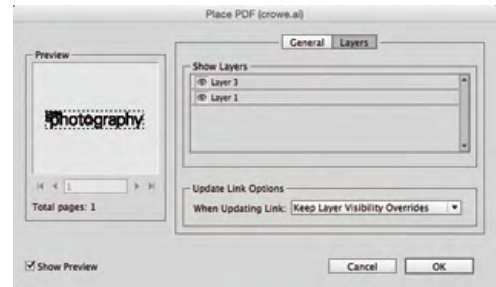 Place PDF (crowe.ai)
General Layers
Preview
Show Layers
Layer 3
Layer 1
photography
1
Total pages: 1
Update Link Options
When Updating Link: Keep Layer Visibility Overrides
Show Preview
Cancel OK